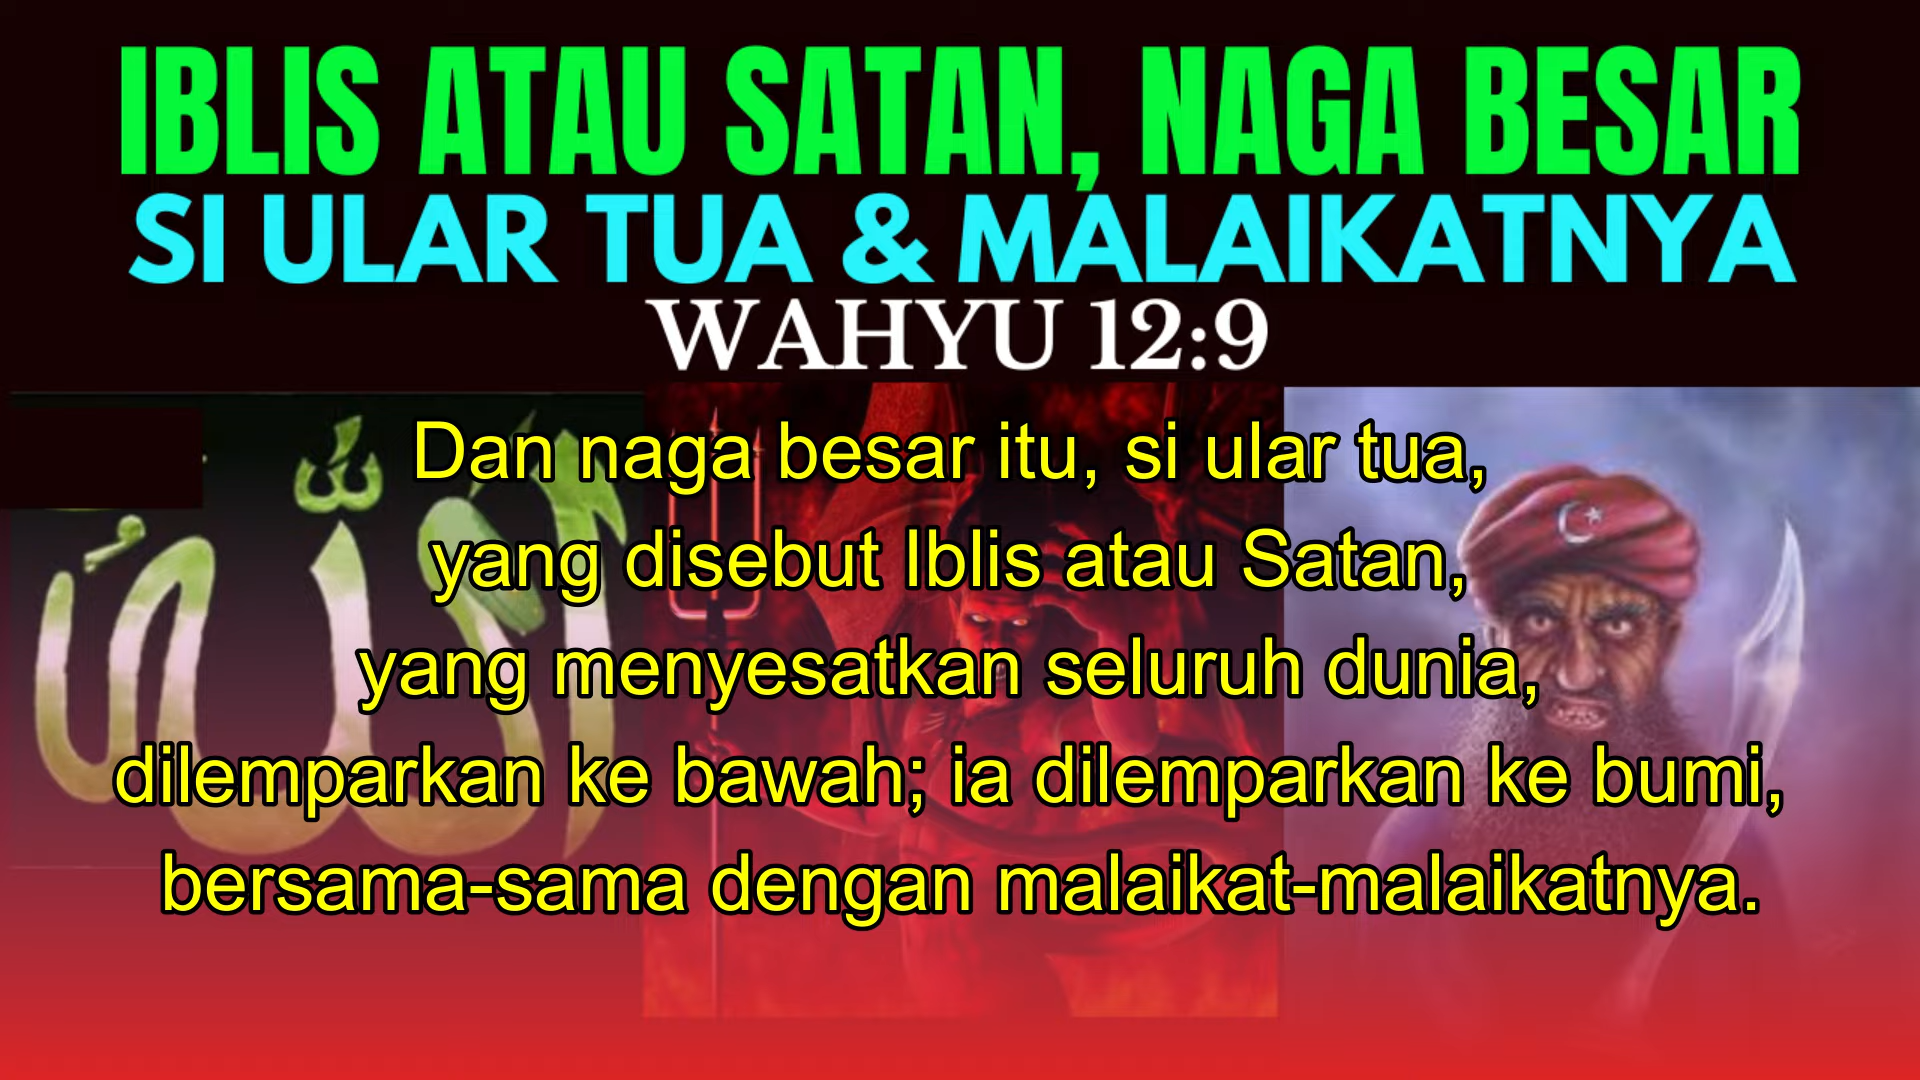 IBLIS ATAU SATAN, NAGA BESAR
SI ULAR TUA & MALAIKATNYA
WAHYU 12:9
Dan naga besar itu, si ular tua,
yang disebut Iblis atau Satan,
yang menyesatkan seluruh dunia,
dilemparkan ke bawah; ia dilemparkan ke bumi,
bersama-sama dengan malaikat-malaikatnya.
الله